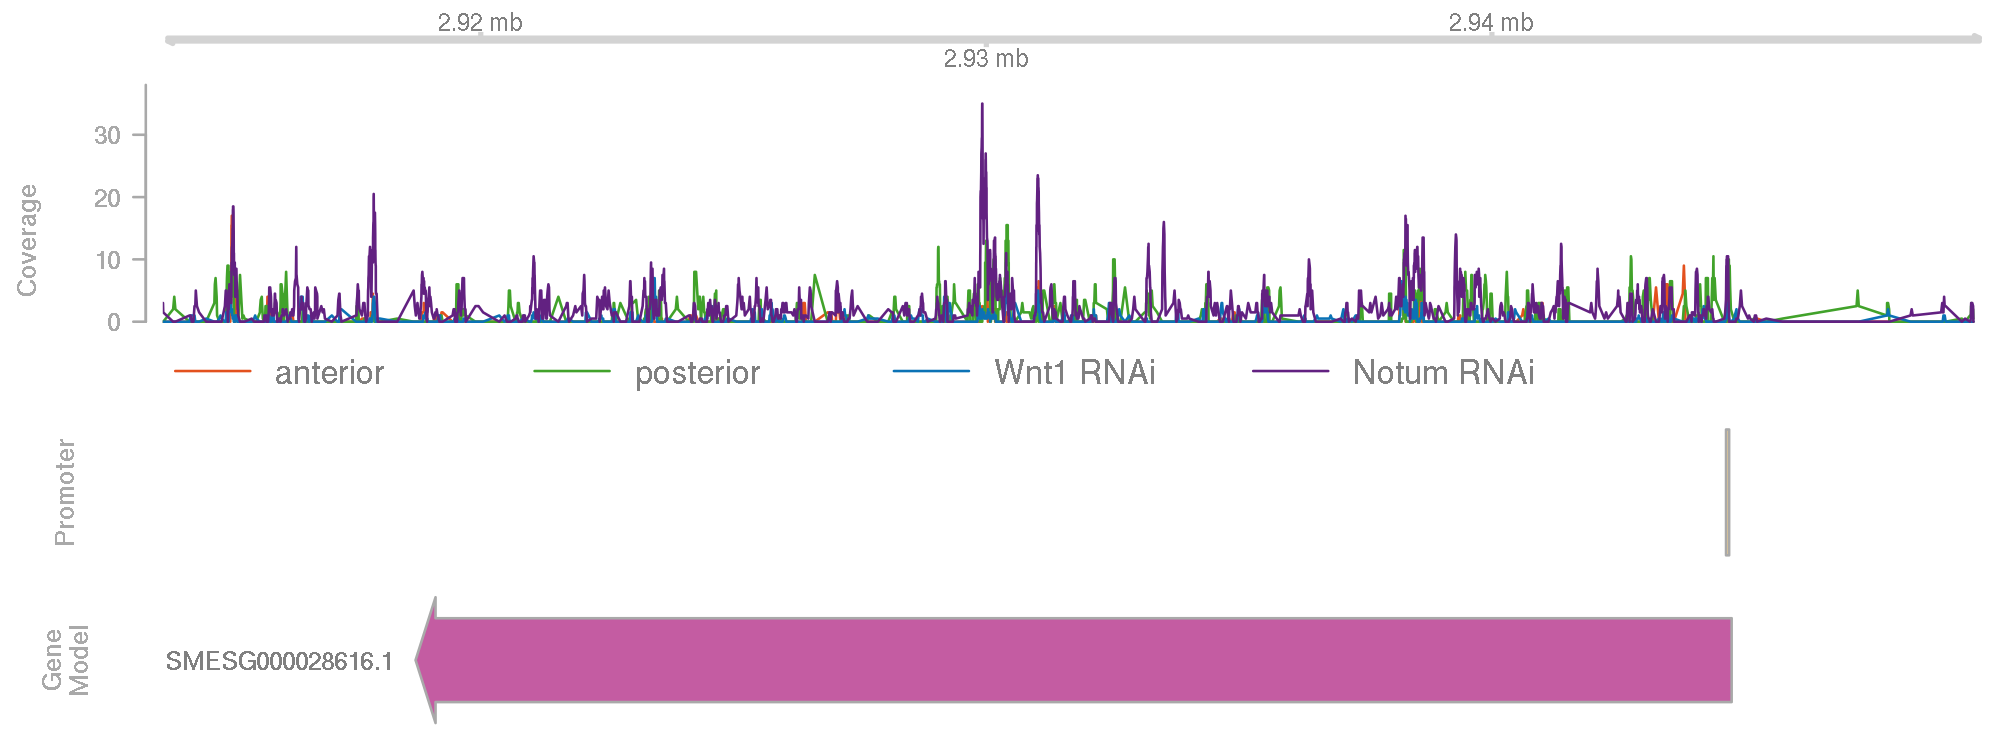 2.92 mb
2.94 mb
2.93 mb
Coverage
30
20
10
0
anterior
posterior
Wnt1 RNAi
Notum RNAi
Promoter
Gene
Model
SMESG000028616.1